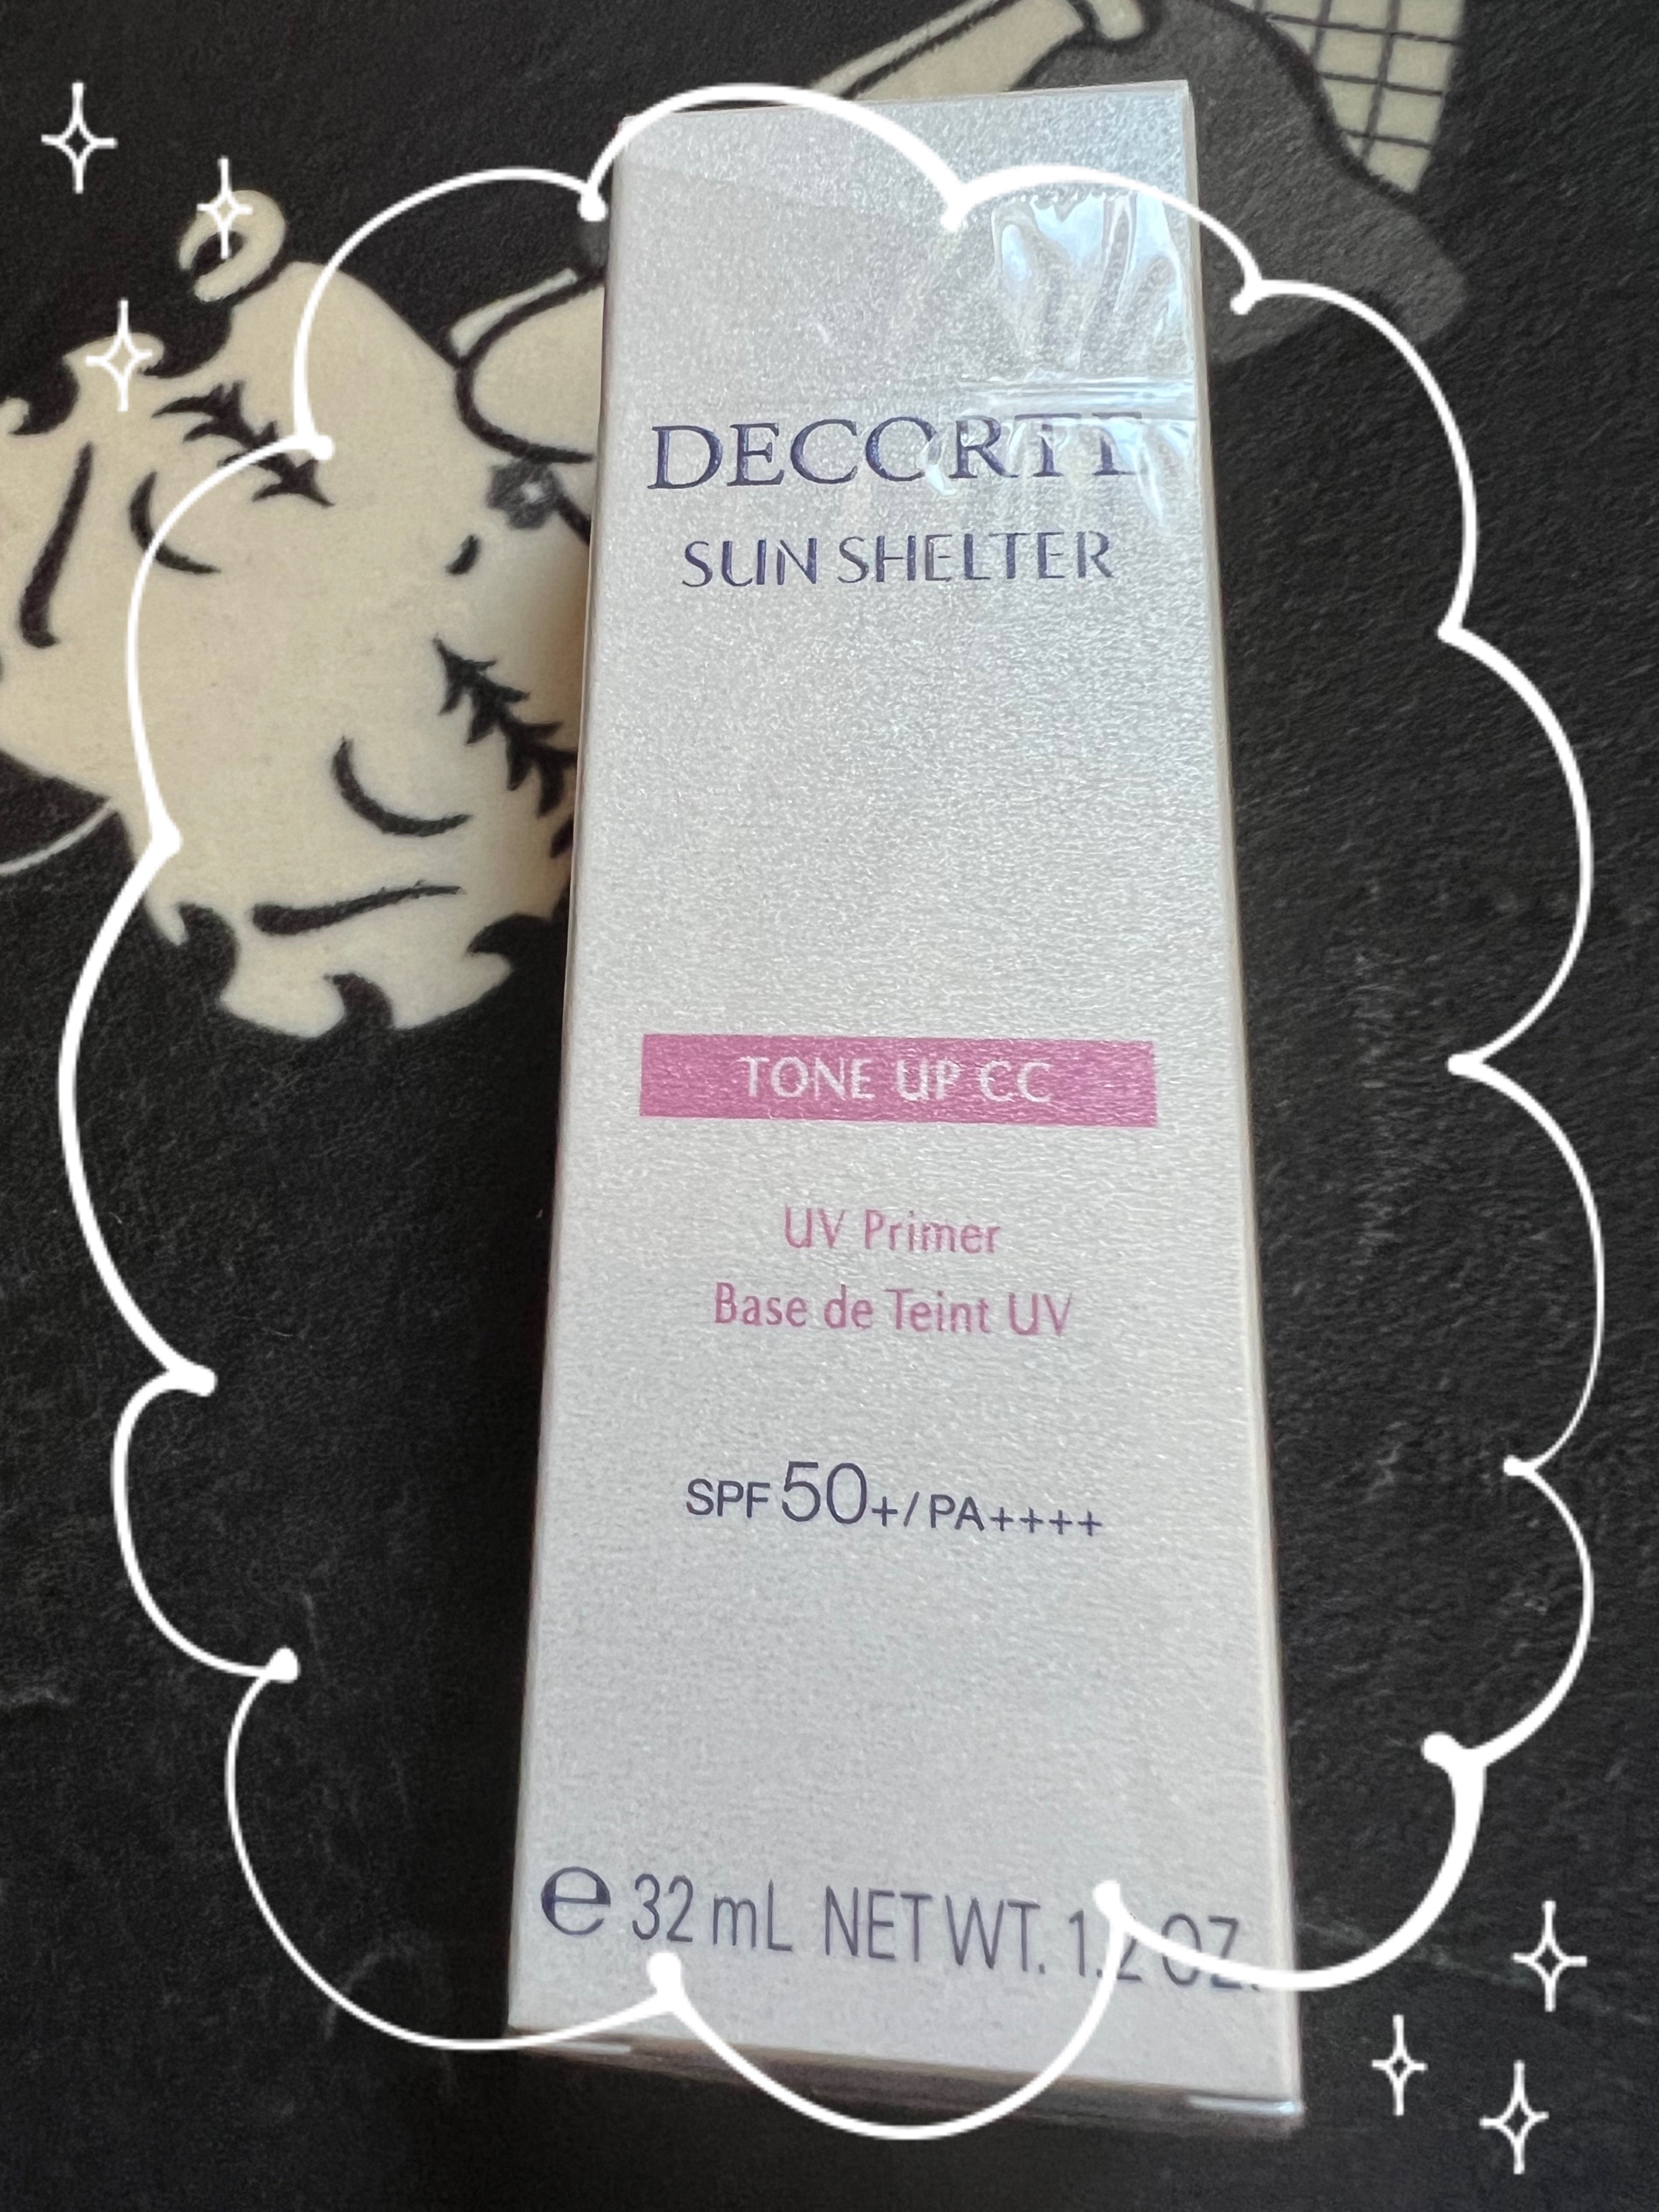 DECORTE
SUN SHELTER
TONE UP CC
UV Primer
Base de Teint UV
SPF 50+/PA++++
e 32 mL NET WT. 1.2 OZ.